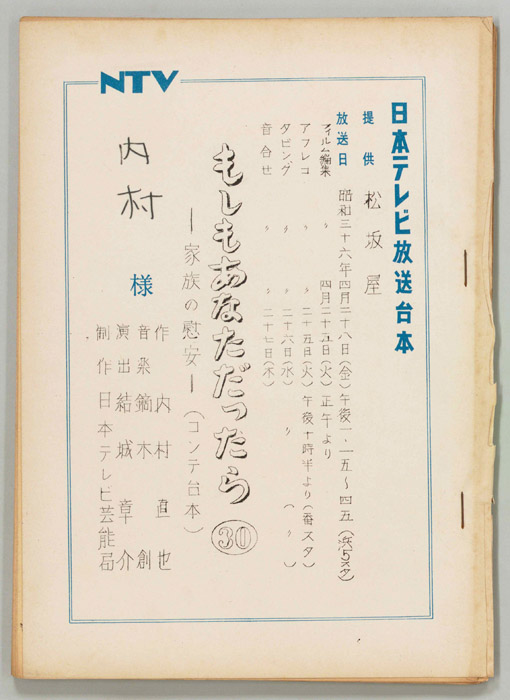 NTV
日本テレビ放送台本
提供 松坂屋
放送日 昭和三十六年四月二十八日(金)午後一、一五〜四五
フィルム編集 〃 四月二十五日(火)正午より
アフレコ 〃 〃 二十五日(火)午後十時半より(番スタ)
ダビング 〃 〃 二十六日(水) 〃 (〃)
音合せ 〃 〃 二十七日(木)
もしもあなただったら 30
―家族の慰安―(コンテ台本)
作 内村直也
音楽 鏑木 創
演出 結城章介
制作 日本テレビ芸能局
内村 様